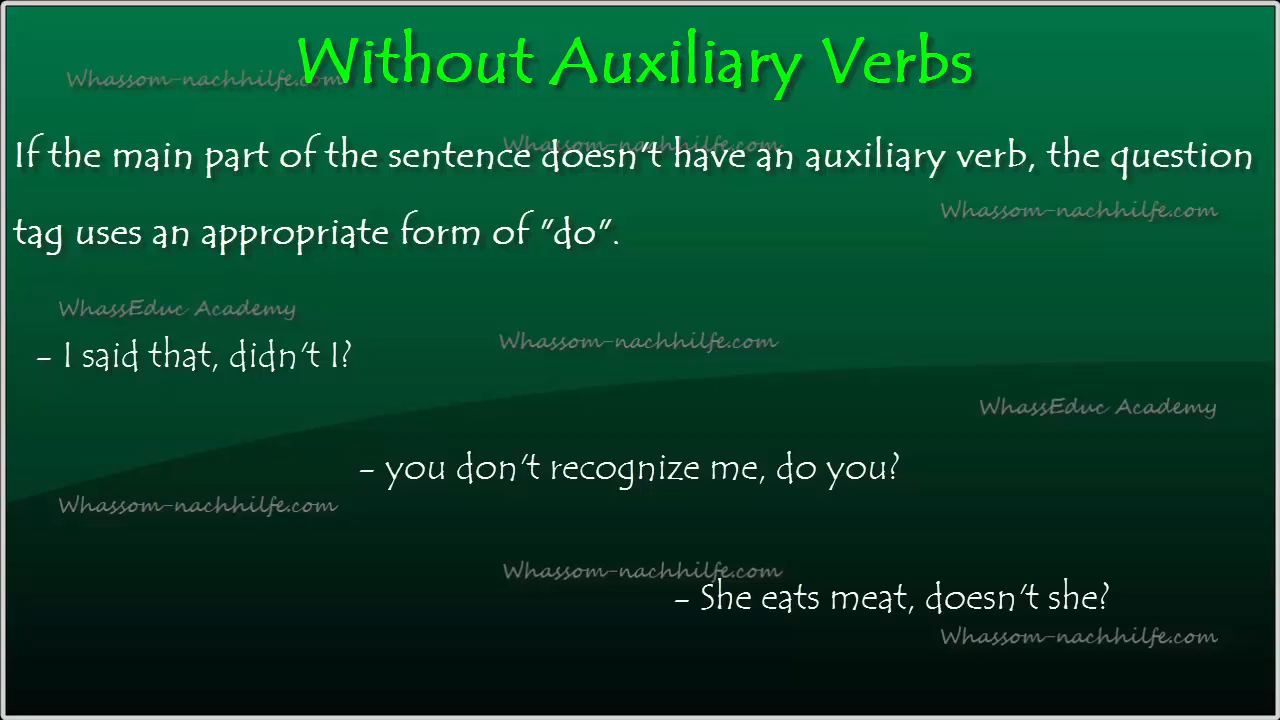 Without Auxiliary Verbs
Whassom-nachhilfe.com
Whassom-nachhilfe.com
If the main part of the sentence doesn't have an auxiliary verb, the question
Whassom-nachhilfe.com
tag uses an appropriate form of "do".
WhassEduc Academy
Whassom-nachhilfe.com
- I said that, didn't I?
WhassEduc Academy
- you don't recognize me, do you?
Whassom-nachhilfe.com
Whassom-nachhilfe.com
- She eats meat, doesn't she?
Whassom-nachhilfe.com